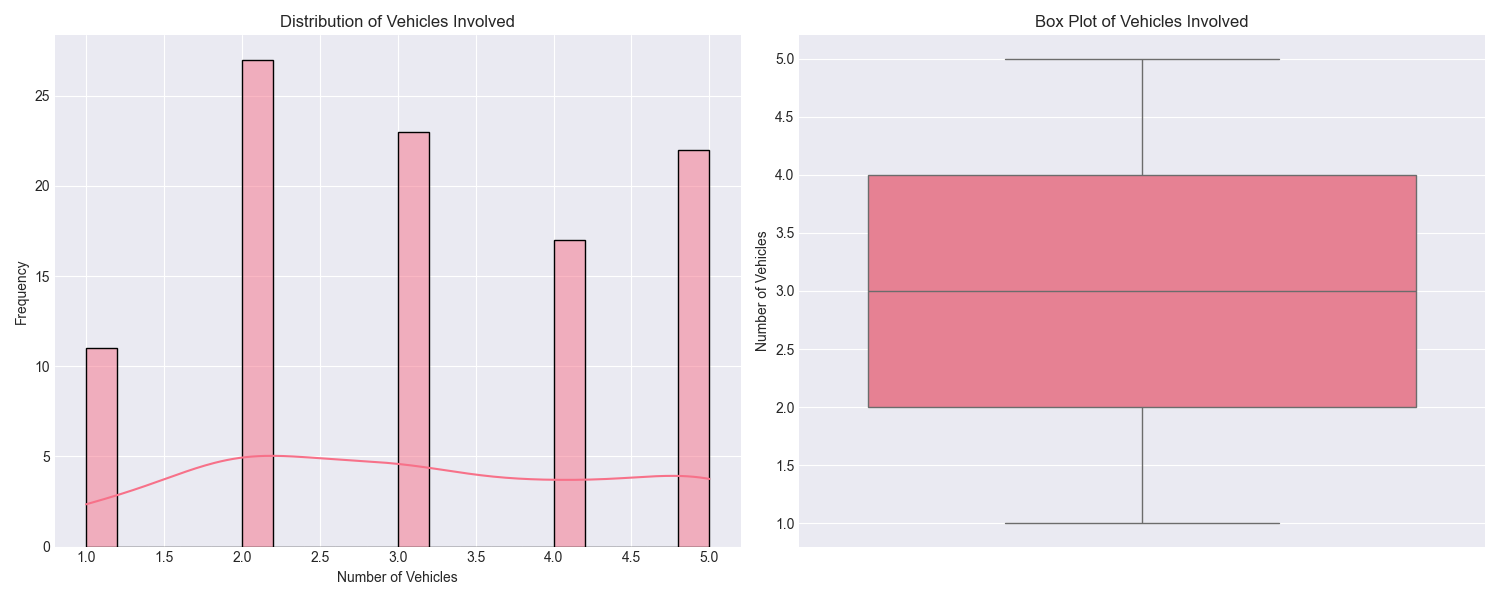 Distribution of Vehicles Involved
25
20
15
10
5
0
Frequency
1.0 1.5 2.0 2.5 3.0 3.5 4.0 4.5 5.0
Number of Vehicles
Box Plot of Vehicles Involved
5.0
4.5
4.0
3.5
3.0
2.5
2.0
1.5
1.0
Number of Vehicles